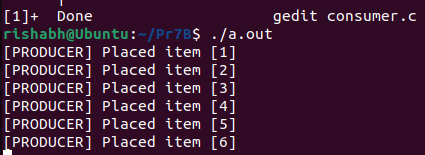 [1]+  Done                    gedit consumer.c
rishabh@Ubuntu:~/Pr7B$ ./a.out
[PRODUCER] Placed item [1]
[PRODUCER] Placed item [2]
[PRODUCER] Placed item [3]
[PRODUCER] Placed item [4]
[PRODUCER] Placed item [5]
[PRODUCER] Placed item [6]